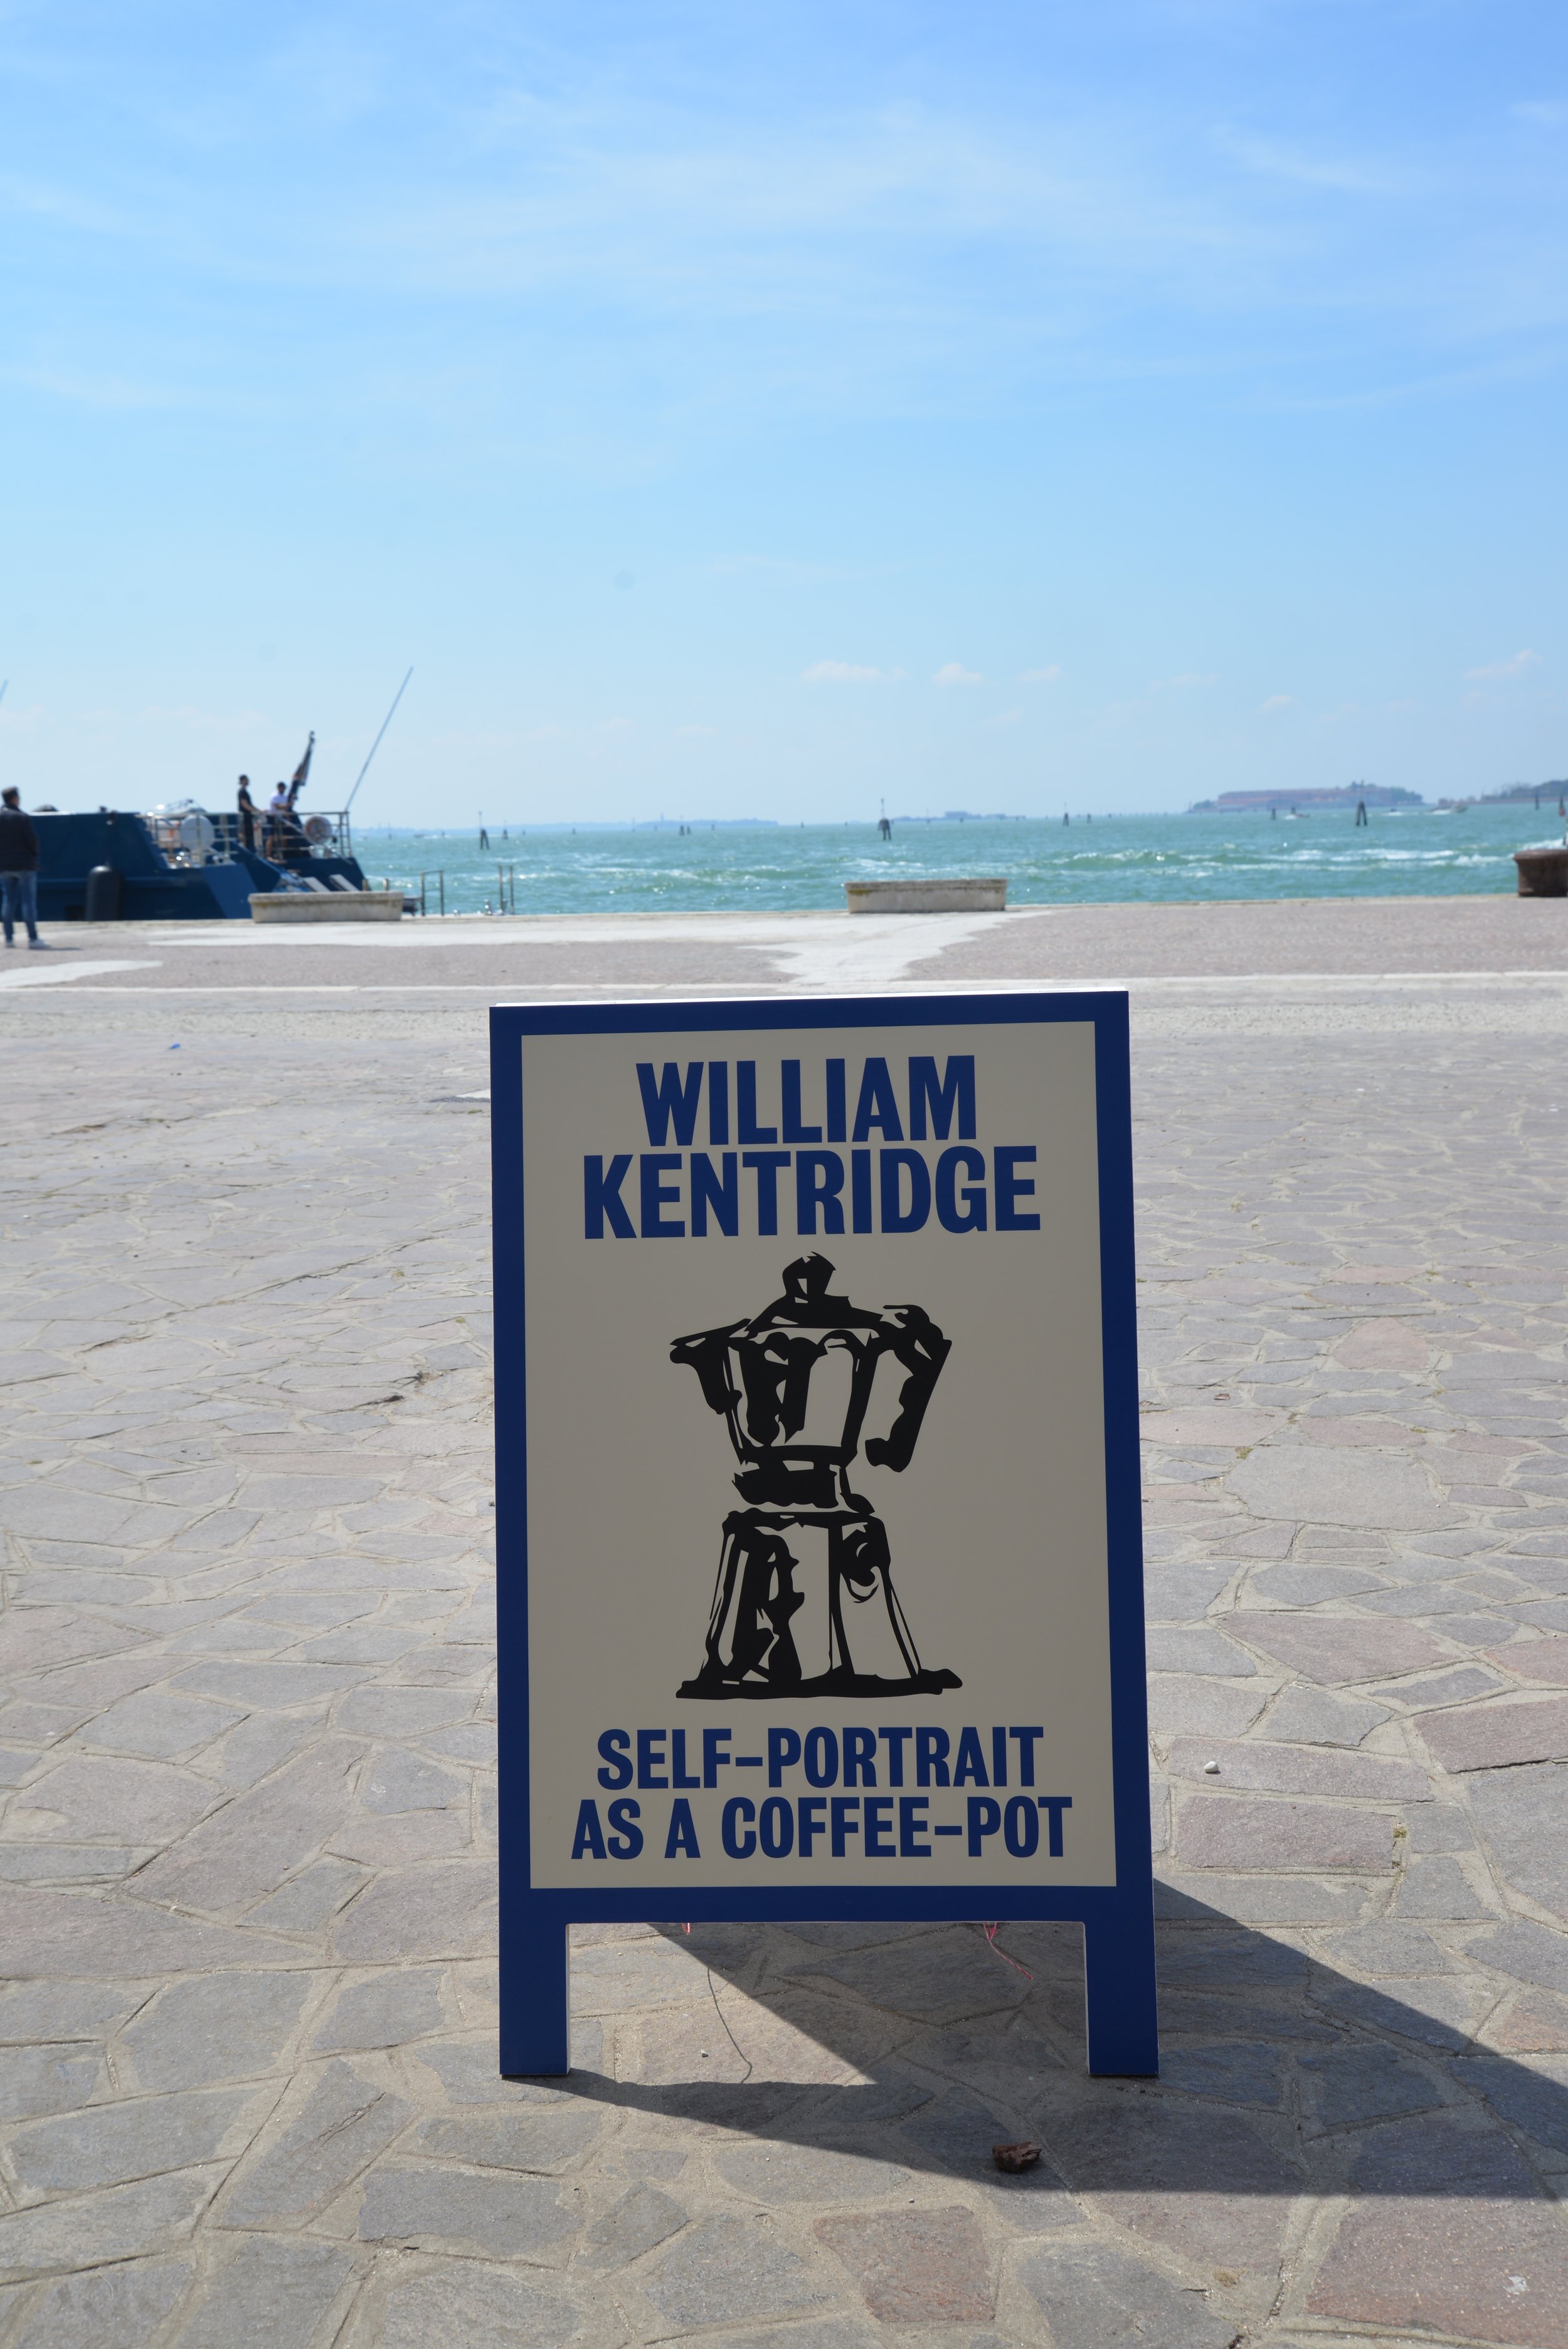 WILLIAM
KENTRIDGE
SELF-PORTRAIT
AS A COFFEE-POT